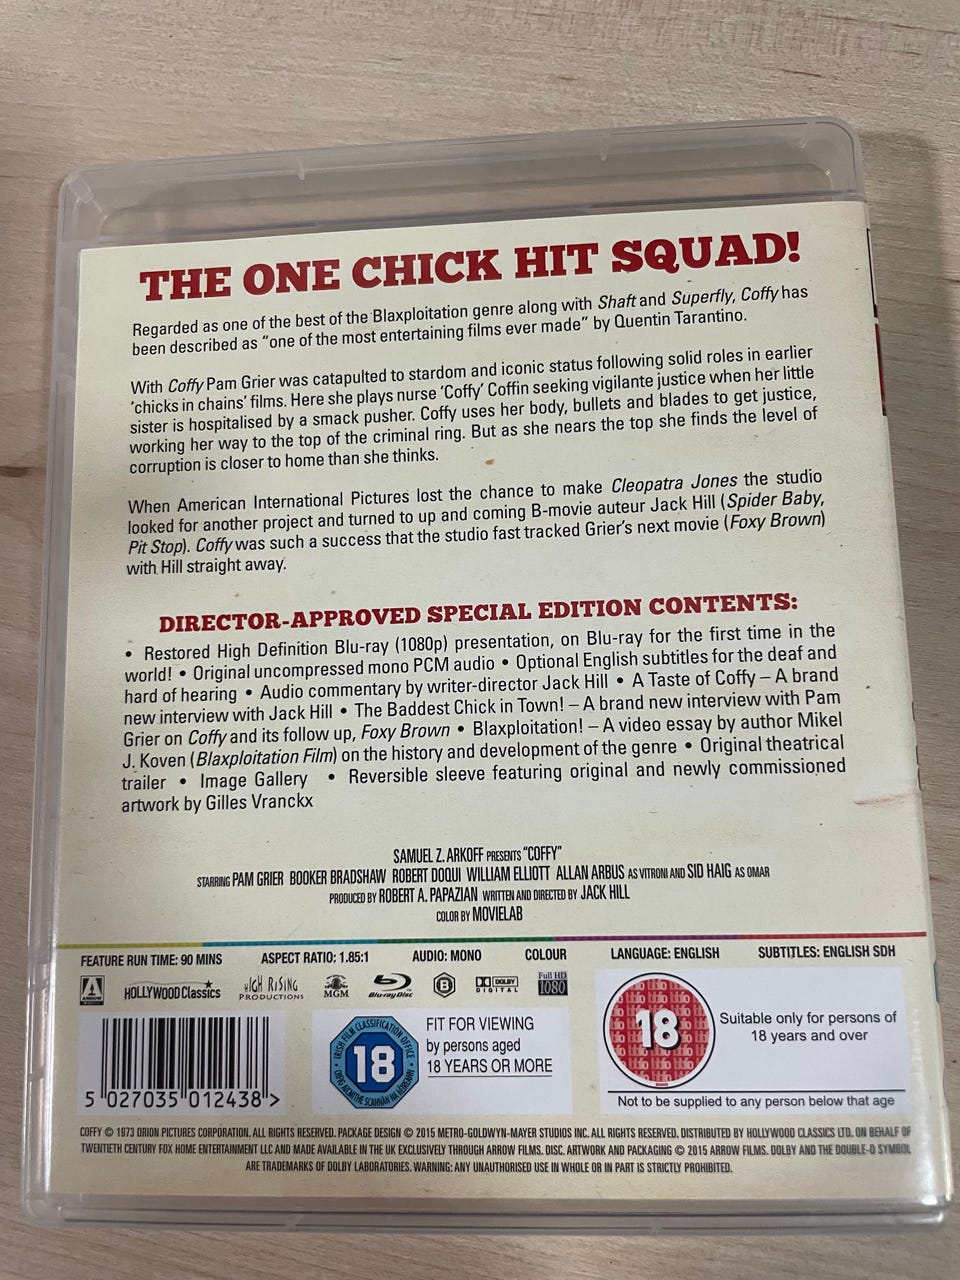 THE ONE CHICK HIT SQUAD!
Regarded as one of the best of the Blaxploitation genre along with Shaft and Superfly, Coffy has
been described as “one of the most entertaining films ever made” by Quentin Tarantino.
With Coffy Pam Grier was catapulted to stardom and iconic status following solid roles in earlier
‘chicks in chains’ films. Here she plays nurse ‘Coffy’ Coffin seeking vigilante justice when her little
sister is hospitalised by a smack pusher. Coffy uses her body, bullets and blades to get justice,
working her way to the top of the criminal ring. But as she nears the top she finds the level of
corruption is closer to home than she thinks.
When American International Pictures lost the chance to make Cleopatra Jones the studio
looked for another project and turned to up and coming B-movie auteur Jack Hill (Spider Baby,
Pit Stop). Coffy was such a success that the studio fast tracked Grier’s next movie (Foxy Brown)
with Hill straight away.
DIRECTOR-APPROVED SPECIAL EDITION CONTENTS:
• Restored High Definition Blu-ray (1080p) presentation, on Blu-ray for the first time in the
world! • Original uncompressed mono PCM audio • Optional English subtitles for the deaf and
hard of hearing • Audio commentary by writer-director Jack Hill • A Taste of Coffy – A brand
new interview with Jack Hill • The Baddest Chick in Town! – A brand new interview with Pam
Grier on Coffy and its follow up, Foxy Brown • Blaxploitation! – A video essay by author Mikel
J. Koven (Blaxploitation Film) on the history and development of the genre • Original theatrical
trailer • Image Gallery • Reversible sleeve featuring original and newly commissioned
artwork by Gilles Vranckx
SAMUEL Z. ARKOFF PRESENTS “COFFY”
STARRING PAM GRIER BOOKER BRADSHAW ROBERT DOQUI WILLIAM ELLIOTT ALLAN ARBUS AS VITRONI AND SID HAIG AS OMAR
PRODUCED BY ROBERT A. PAPAZIAN WRITTEN AND DIRECTED BY JACK HILL
COLOR BY MOVIELAB
FEATURE RUN TIME: 90 MINS ASPECT RATIO: 1.85:1 AUDIO: MONO COLOUR LANGUAGE: ENGLISH SUBTITLES: ENGLISH SDH
ARROW HOLLYWOOD Classics HIGH RISING PRODUCTIONS MGM Blu-ray Disc B DOLBY DIGITAL Full HD 1080
IRISH FILM CLASSIFICATION OFFICE
18
FIT FOR VIEWING
by persons aged
18 YEARS OR MORE
18
Suitable only for persons of
18 years and over
Not to be supplied to any person below that age
5 027035 012438 >
COFFY © 1973 ORION PICTURES CORPORATION. ALL RIGHTS RESERVED. PACKAGE DESIGN © 2015 METRO-GOLDWYN-MAYER STUDIOS INC. ALL RIGHTS RESERVED. DISTRIBUTED BY HOLLYWOOD CLASSICS LTD. ON BEHALF OF
TWENTIETH CENTURY FOX HOME ENTERTAINMENT LLC AND MADE AVAILABLE IN THE UK EXCLUSIVELY THROUGH ARROW FILMS. DISC, ARTWORK AND PACKAGING © 2015 ARROW FILMS. DOLBY AND THE DOUBLE-D SYMBOL
ARE TRADEMARKS OF DOLBY LABORATORIES. WARNING: ANY UNAUTHORISED USE IN WHOLE OR IN PART IS STRICTLY PROHIBITED.